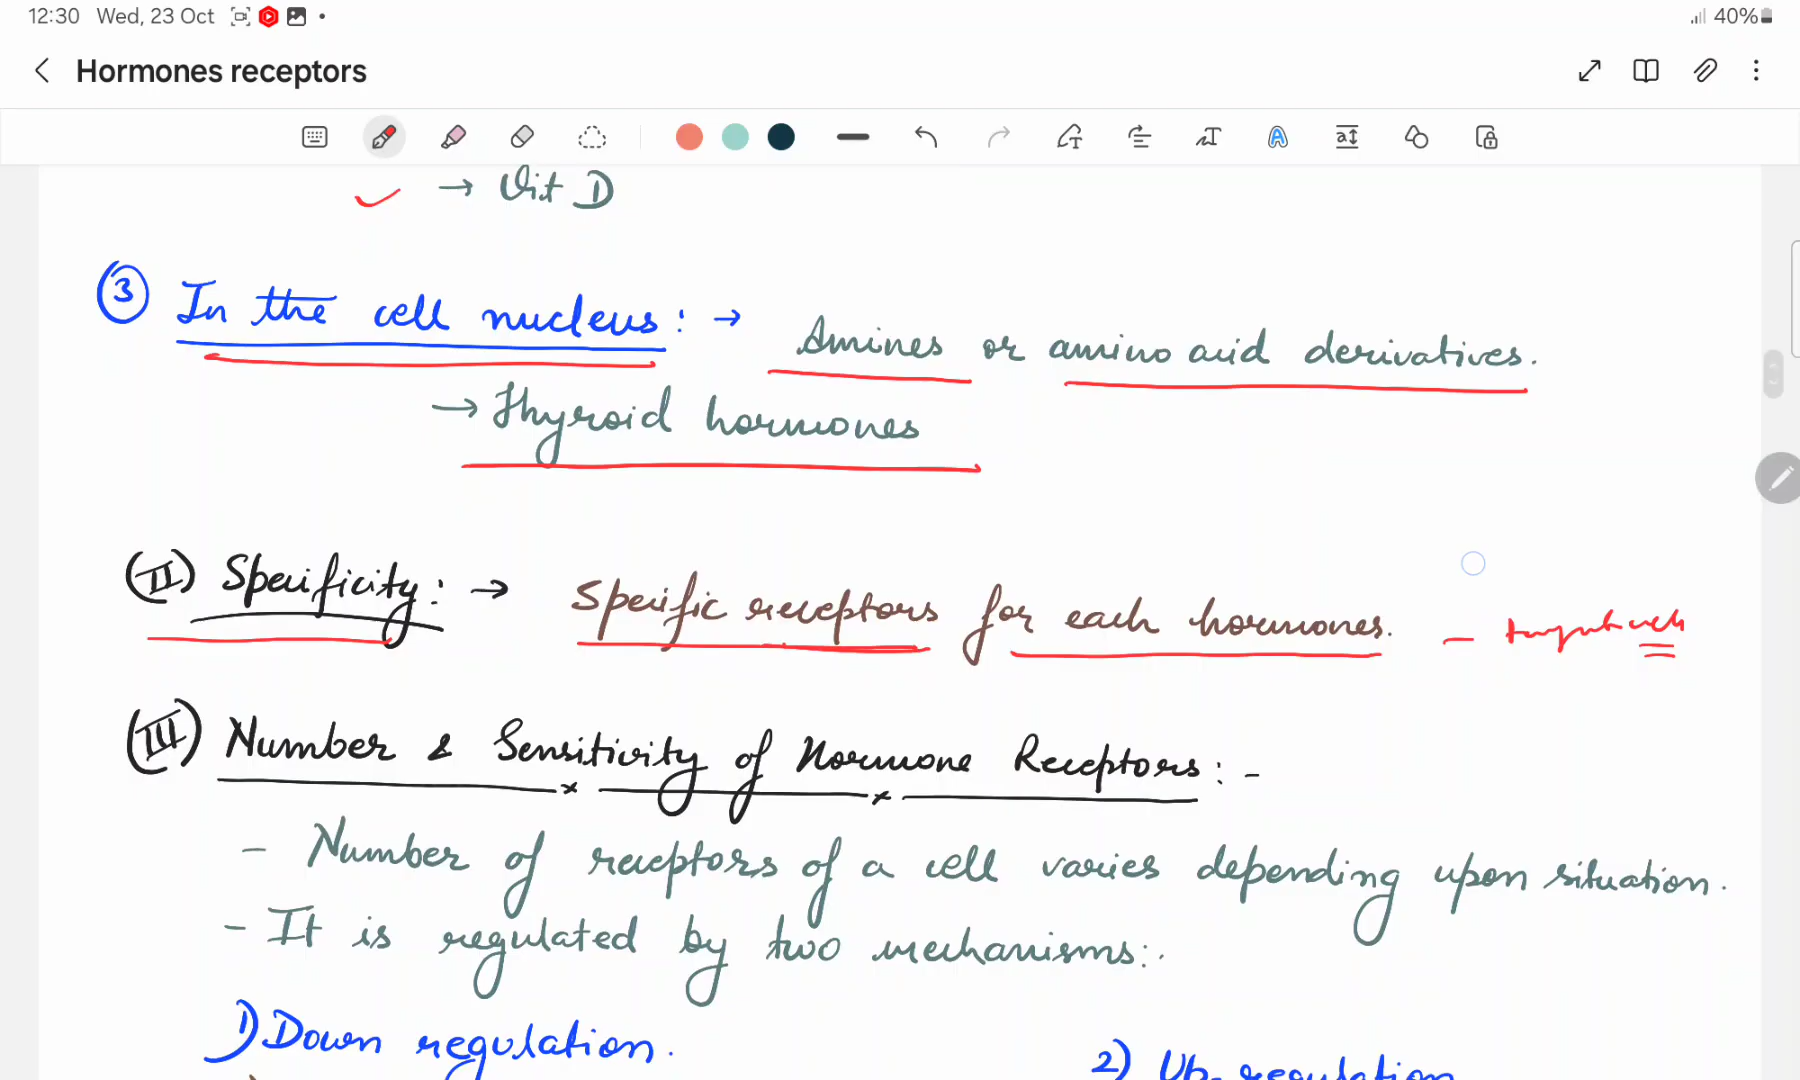 12:30 Wed, 23 Oct
40%
Hormones receptors
→ Vit D
③ In the cell nucleus: → Amines or amino acid derivatives.
→ Thyroid hormones
(II) Specificity: → Specific receptors for each hormones. –
(III) Number & Sensitivity of Hormone Receptors: -
- Number of receptors of a cell varies depending upon situation.
- It is regulated by two mechanisms:.
1) Down regulation.
2) Up-regulation